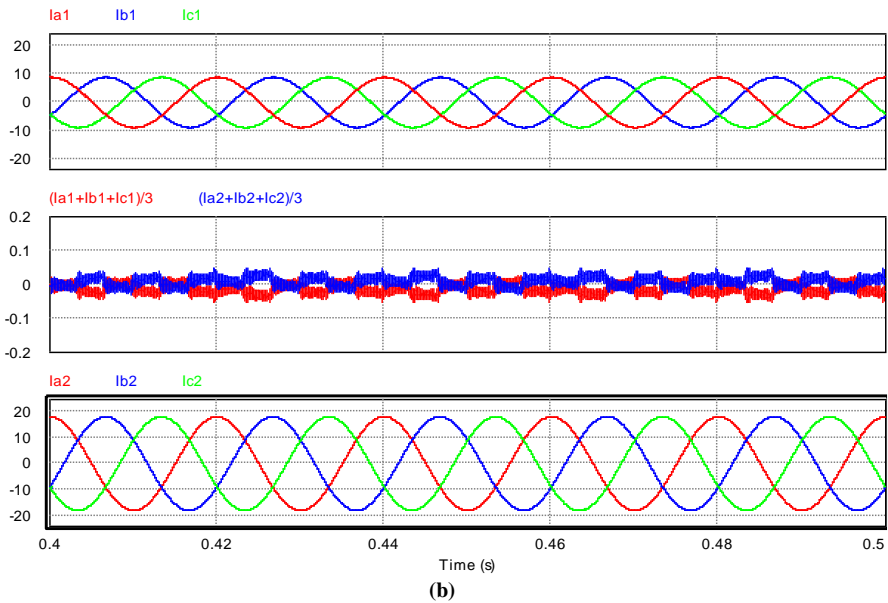 Ia1 Ib1 Ic1
20
10
0
-10
-20
(Ia1+Ib1+Ic1)/3 (Ia2+Ib2+Ic2)/3
0.2
0.1
0
-0.1
-0.2
Ia2 Ib2 Ic2
20
10
0
-10
-20
0.4 0.42 0.44 0.46 0.48 0.5
Time (s)
(b)